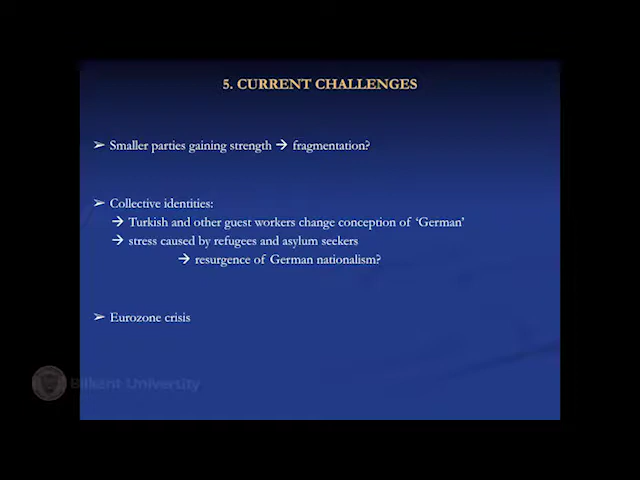 5. CURRENT CHALLENGES
➢ Smaller parties gaining strength → fragmentation?
➢ Collective identities:
→ Turkish and other guest workers change conception of ‘German’
→ stress caused by refugees and asylum seekers
→ resurgence of German nationalism?
➢ Eurozone crisis
Bilkent University